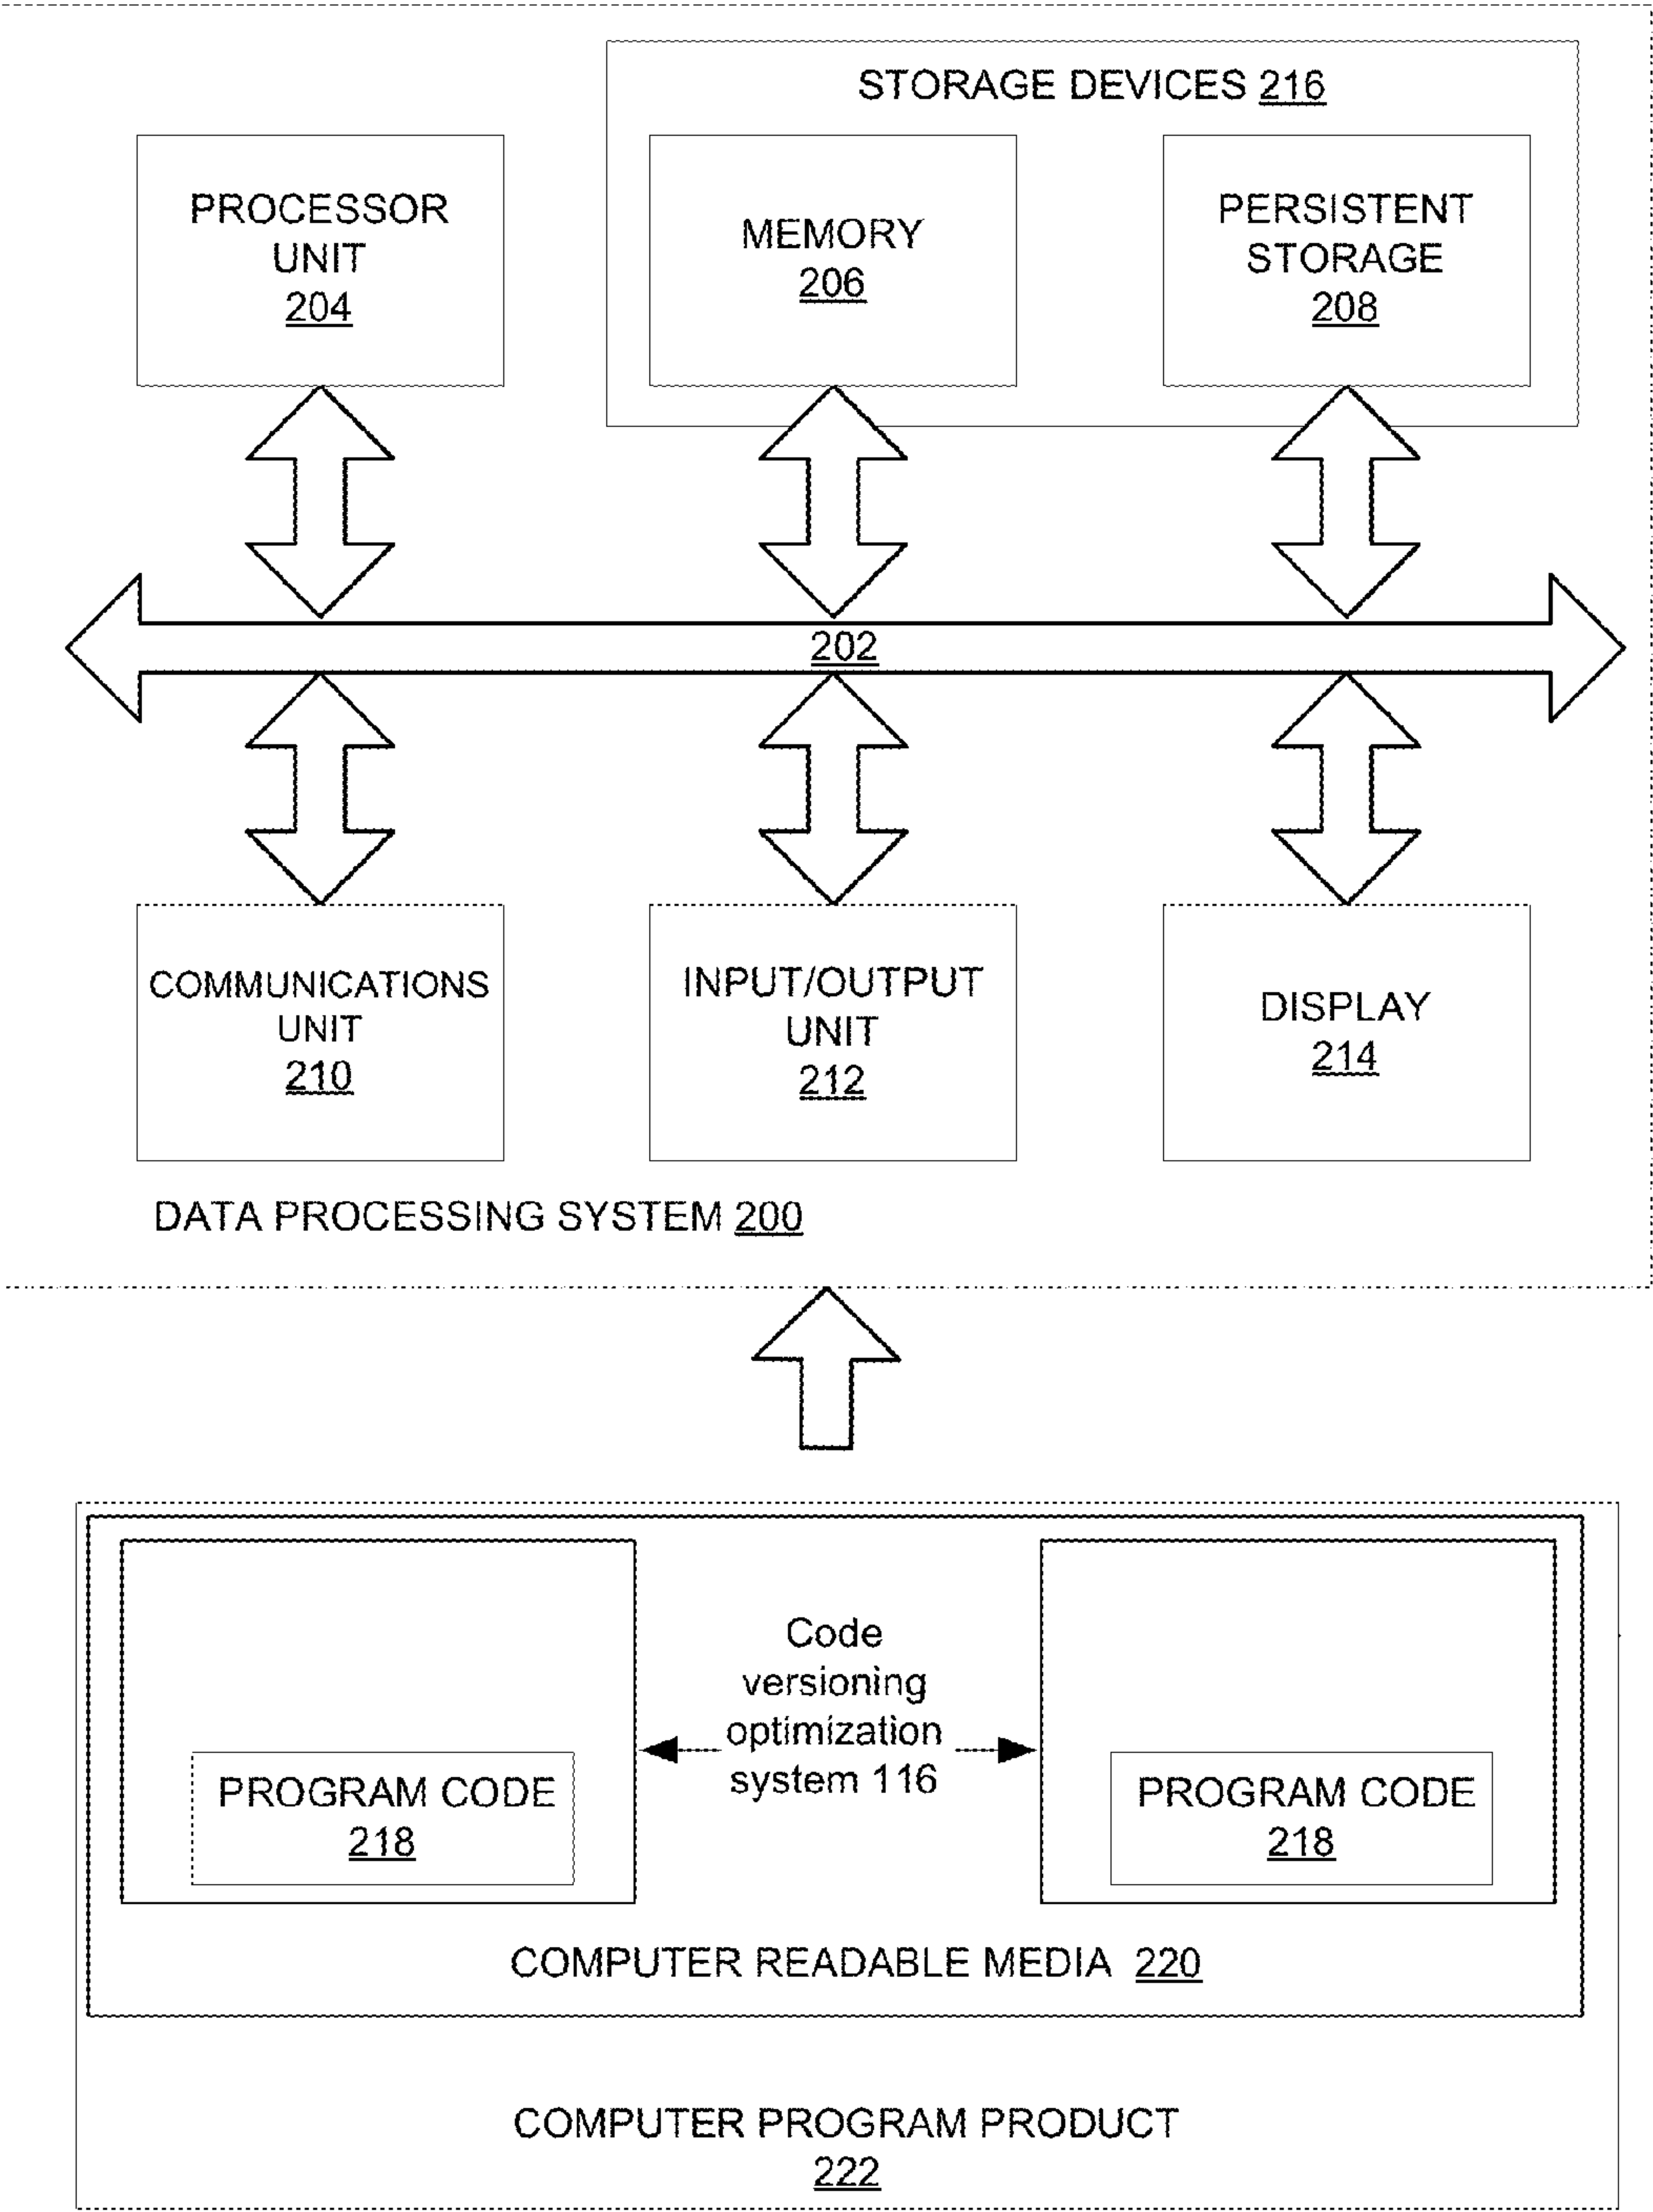 STORAGE DEVICES 216
PROCESSOR
UNIT
204
MEMORY
206
PERSISTENT
STORAGE
208
202
COMMUNICATIONS
UNIT
210
INPUT/OUTPUT
UNIT
212
DISPLAY
214
DATA PROCESSING SYSTEM 200
Code
versioning
optimization
system 116
PROGRAM CODE
218
PROGRAM CODE
218
COMPUTER READABLE MEDIA 220
COMPUTER PROGRAM PRODUCT
222